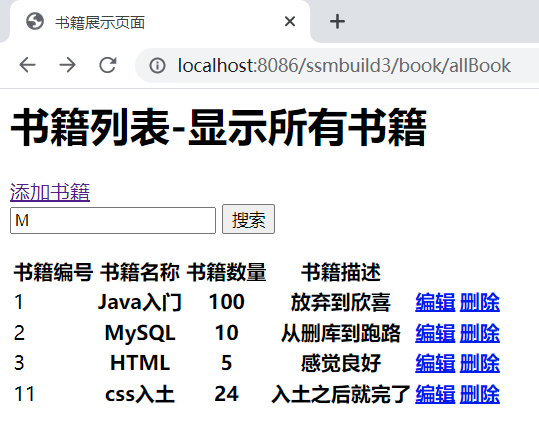 书籍展示页面
localhost:8086/ssmbuild3/book/allBook
书籍列表-显示所有书籍
添加书籍
M 搜索
书籍编号 书籍名称 书籍数量 书籍描述
1 Java入门 100 放弃到欣喜 编辑 删除
2 MySQL 10 从删库到跑路 编辑 删除
3 HTML 5 感觉良好 编辑 删除
11 css入土 24 入土之后就完了 编辑 删除